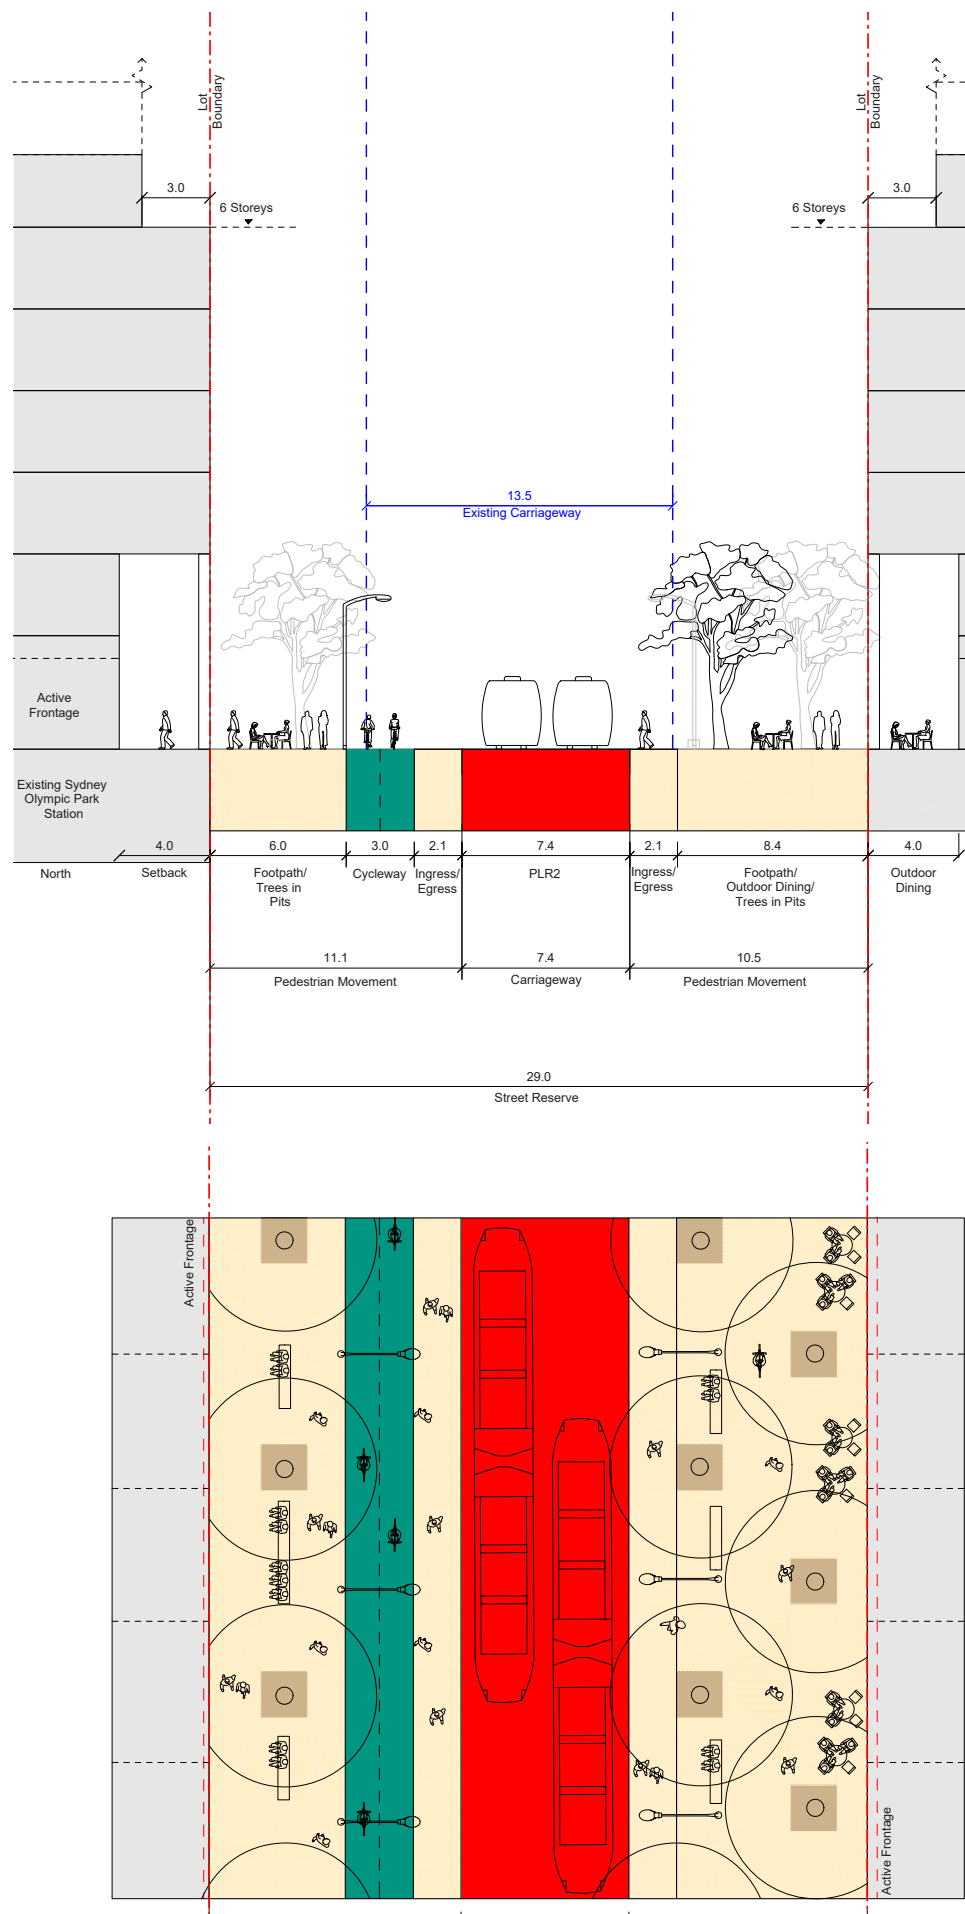 Lot
Boundary
Lot
Boundary
3.0
3.0
6 Storeys
6 Storeys
13.5
Existing Carriageway
Active
Frontage
Existing Sydney
Olympic Park
Station
4.0
6.0
3.0
2.1
7.4
2.1
8.4
4.0
North
Setback
Footpath/
Trees in
Pits
Cycleway
Ingress/
Egress
PLR2
Ingress/
Egress
Footpath/
Outdoor Dining/
Trees in Pits
Outdoor
Dining
11.1
7.4
10.5
Pedestrian Movement
Carriageway
Pedestrian Movement
29.0
Street Reserve
Active Frontage
Active Frontage